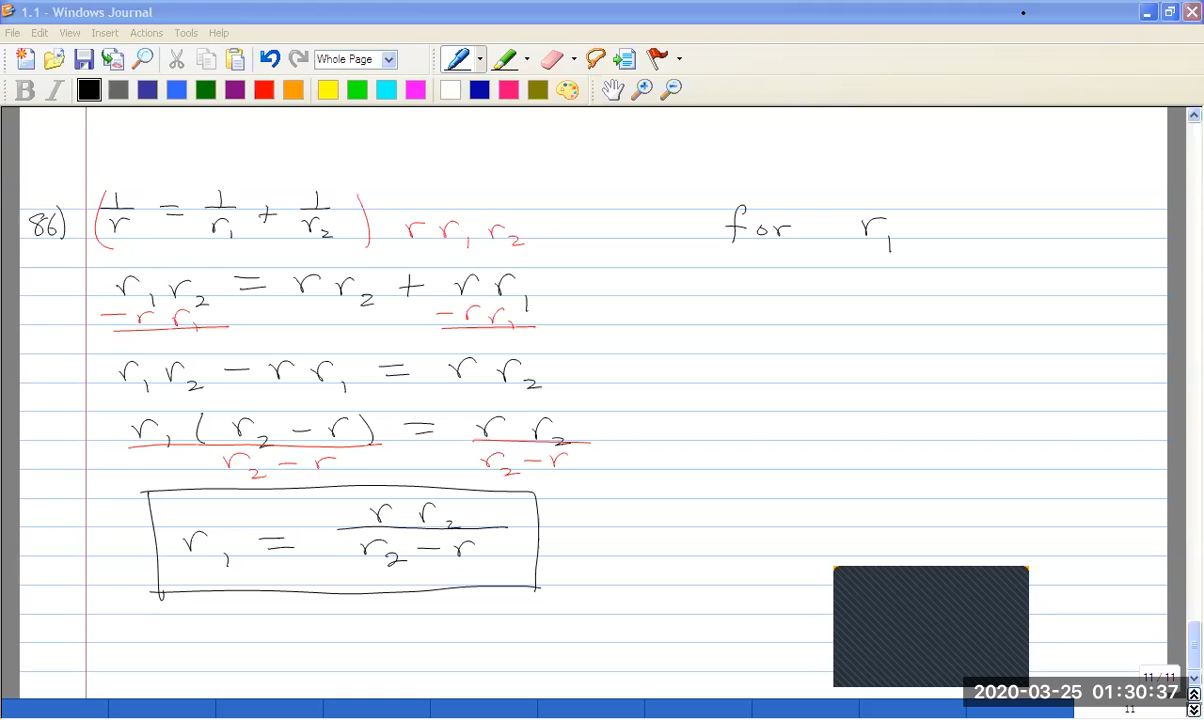 1.1 - Windows Journal
File Edit View Insert Actions Tools Help
Whole Page
B I
86) ( 1/r = 1/r₁ + 1/r₂ ) r r₁ r₂ for r₁
r₁ r₂ = r r₂ + r r₁
- r r₁ - r r₁
r₁ r₂ - r r₁ = r r₂
r₁ ( r₂ - r ) = r r₂
r₂ - r r₂ - r
r₁ = r r₂ / r₂ - r
11 / 11
2020-03-25 01:30:37
11